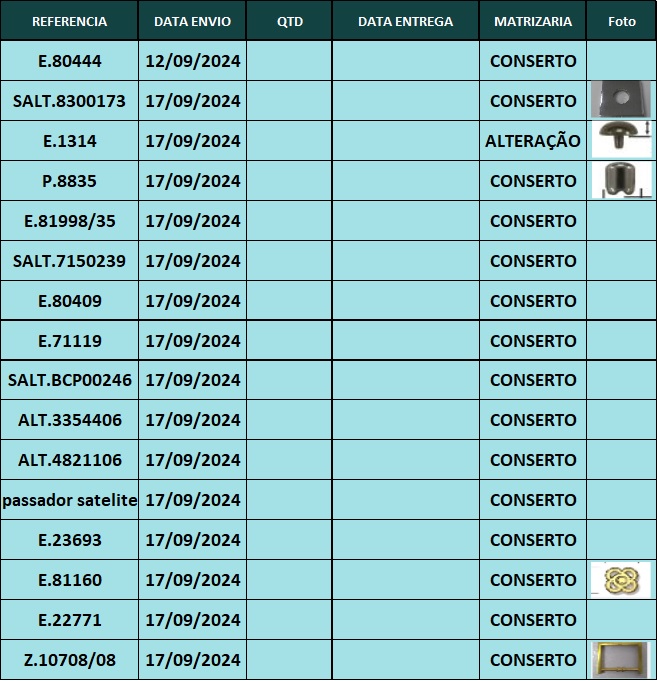 REFERENCIA DATA ENVIO QTD DATA ENTREGA MATRIZARIA Foto
E.80444 12/09/2024 CONSERTO
SALT.8300173 17/09/2024 CONSERTO
E.1314 17/09/2024 ALTERAÇÃO
P.8835 17/09/2024 CONSERTO
E.81998/35 17/09/2024 CONSERTO
SALT.7150239 17/09/2024 CONSERTO
E.80409 17/09/2024 CONSERTO
E.71119 17/09/2024 CONSERTO
SALT.BCP00246 17/09/2024 CONSERTO
ALT.3354406 17/09/2024 CONSERTO
ALT.4821106 17/09/2024 CONSERTO
passador satelite 17/09/2024 CONSERTO
E.23693 17/09/2024 CONSERTO
E.81160 17/09/2024 CONSERTO
E.22771 17/09/2024 CONSERTO
Z.10708/08 17/09/2024 CONSERTO